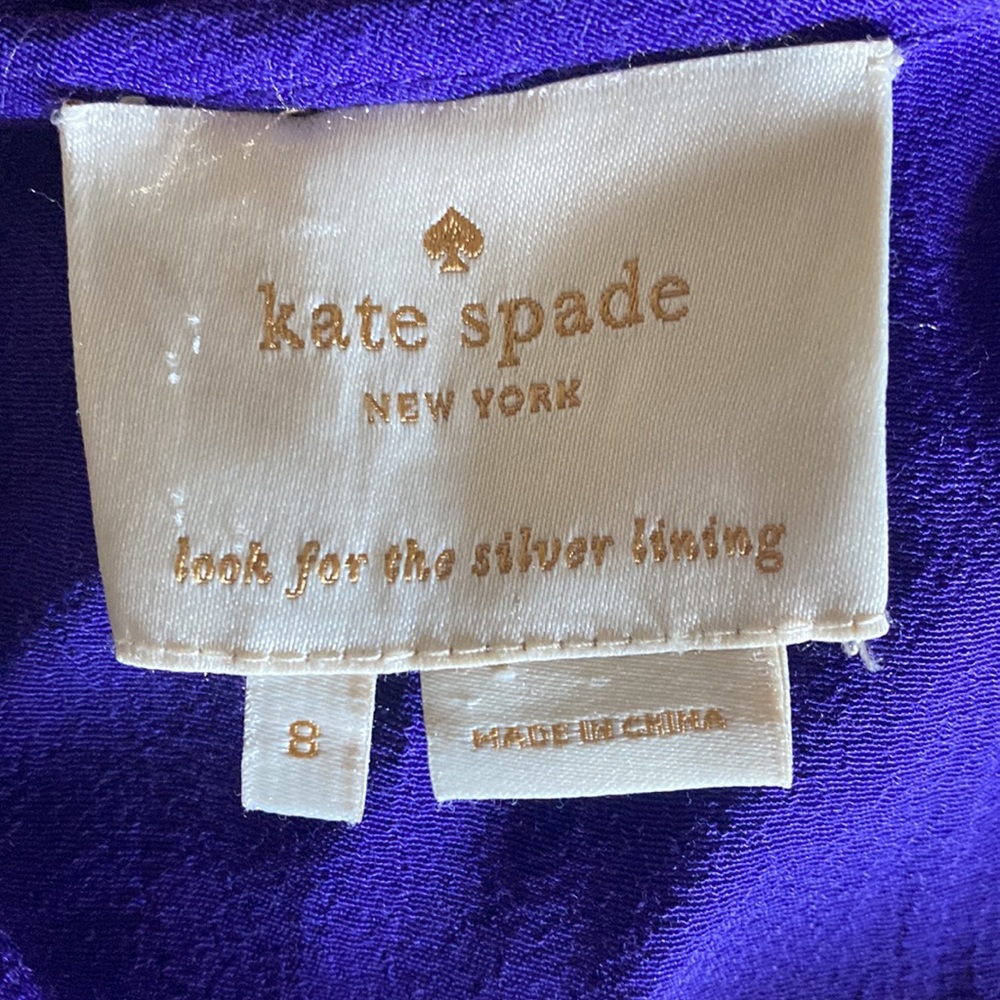 kate spade
NEW YORK
look for the silver lining
8
MADE IN CHINA